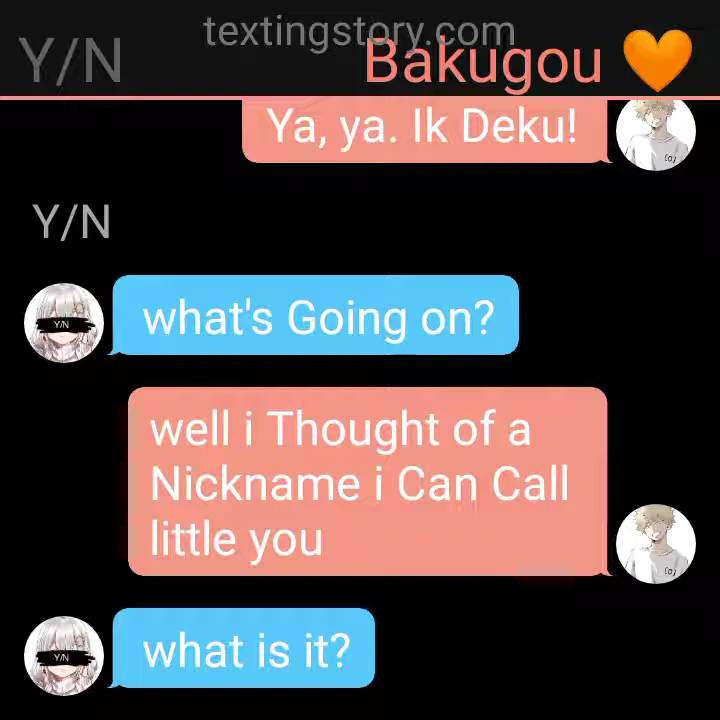 textingstory.com
Y/N
Bakugou 🧡
Ya, ya. Ik Deku!
Y/N
Y/N
what's Going on?
well i Thought of a
Nickname i Can Call
little you
Y/N
what is it?